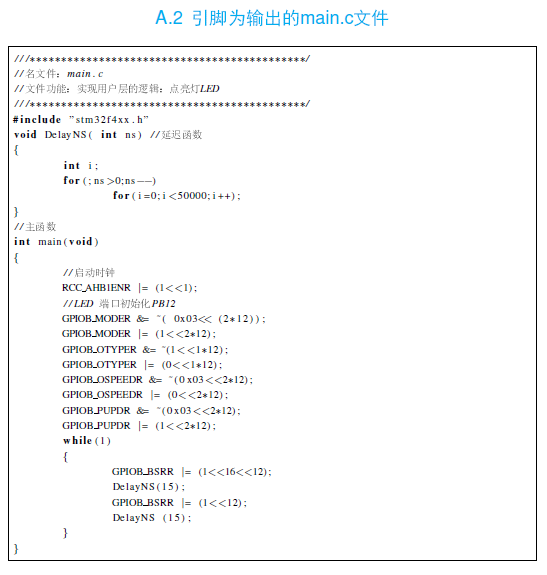 A.2 引脚为输出的main.c文件
///********************************************/
//名文件：main.c
//文件功能：实现用户层的逻辑：点亮灯LED
///********************************************/
#include "stm32f4xx.h"
void DelayNS( int ns) //延迟函数
{
int i;
for(;ns>0;ns--)
for(i=0;i<50000;i++);
}
//主函数
int main(void)
{
//启动时钟
RCC_AHB1ENR |= (1<<1);
//LED 端口初始化PB12
GPIOB_MODER &= ~( 0x03<< (2*12));
GPIOB_MODER |= (1<<2*12);
GPIOB_OTYPER &= ~(1<<1*12);
GPIOB_OTYPER |= (0<<1*12);
GPIOB_OSPEEDR &= ~(0x03<<2*12);
GPIOB_OSPEEDR |= (0<<2*12);
GPIOB_PUPDR &= ~(0x03<<2*12);
GPIOB_PUPDR |= (1<<2*12);
while(1)
{
GPIOB_BSRR |= (1<<16<<12);
DelayNS(15);
GPIOB_BSRR |= (1<<12);
DelayNS (15);
}
}